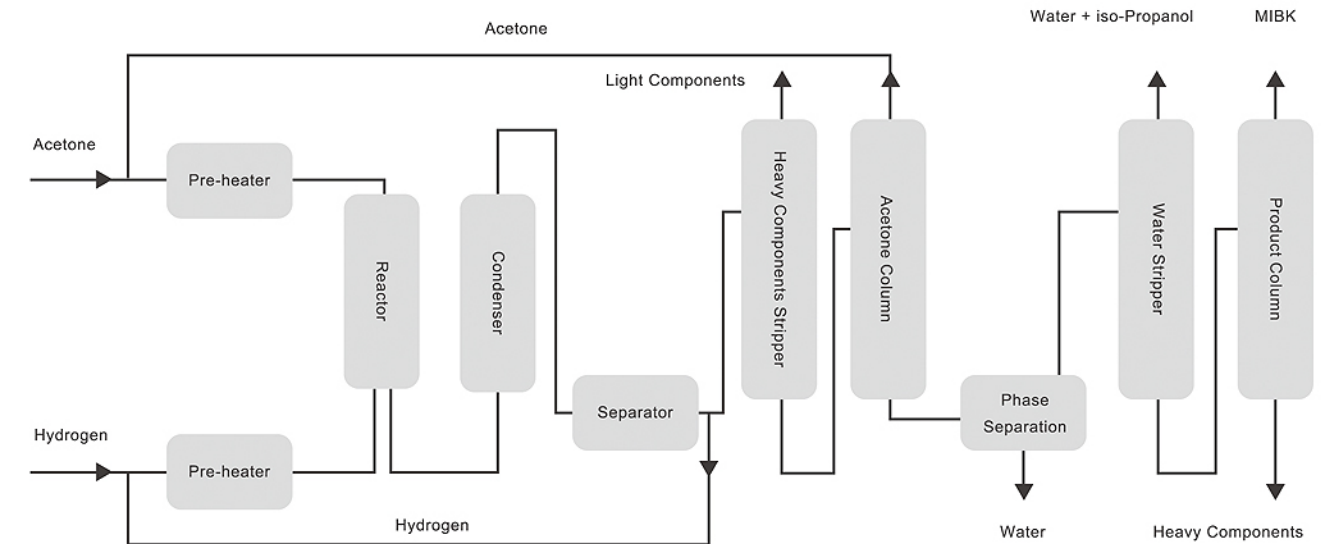 Water + iso-Propanol
MIBK
Acetone
Light Components
Acetone
Pre-heater
Reactor
Condenser
Heavy Components Stripper
Acetone Column
Water Stripper
Product Column
Separator
Phase
Separation
Hydrogen
Pre-heater
Hydrogen
Water
Heavy Components